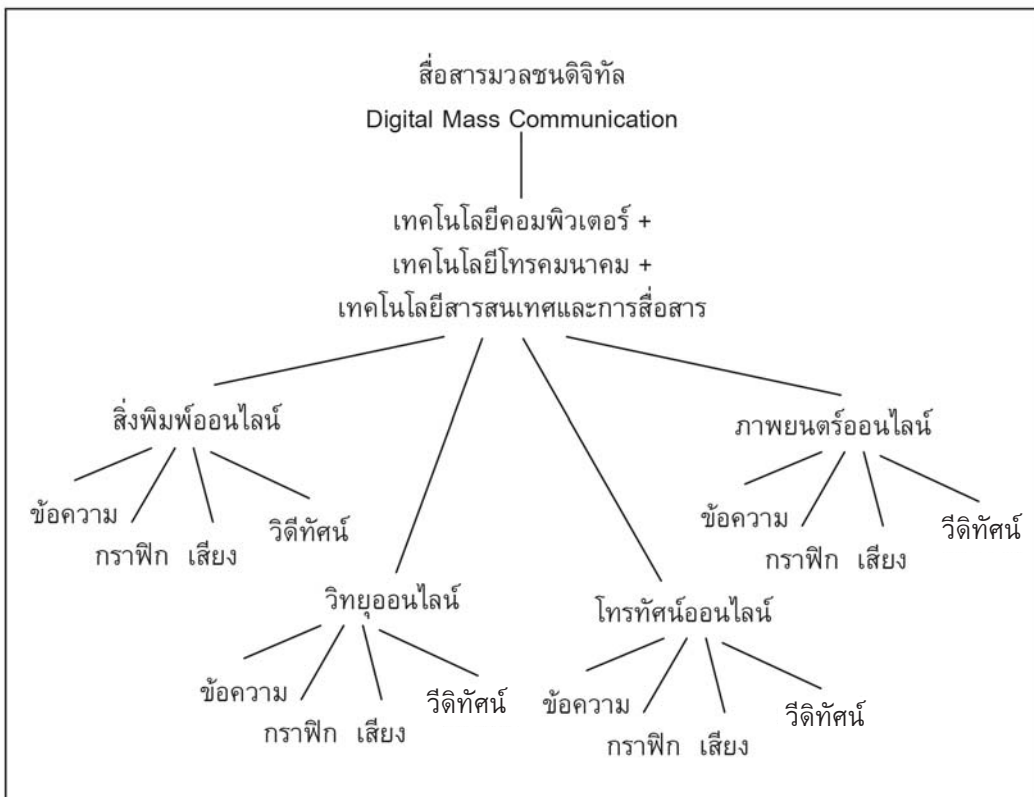 สื่อสารมวลชนดิจิทัล
Digital Mass Communication
เทคโนโลยีคอมพิวเตอร์ +
เทคโนโลยีโทรคมนาคม +
เทคโนโลยีสารสนเทศและการสื่อสาร
สิ่งพิมพ์ออนไลน์
ข้อความ
กราฟิก
เสียง
วิดีทัศน์
วิทยุออนไลน์
ข้อความ
กราฟิก
เสียง
วีดิทัศน์
โทรทัศน์ออนไลน์
ข้อความ
กราฟิก
เสียง
วีดิทัศน์
ภาพยนตร์ออนไลน์
ข้อความ
กราฟิก
เสียง
วีดิทัศน์